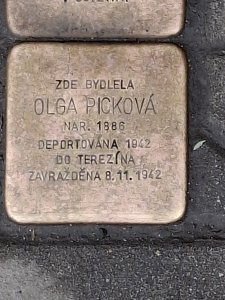 ZDE BYDLELA
OLGA PICKOVÁ
NAR. 1886
DEPORTOVÁNA 1942
DO TEREZÍNA
ZAVRAŽDĚNA 8.11.1942